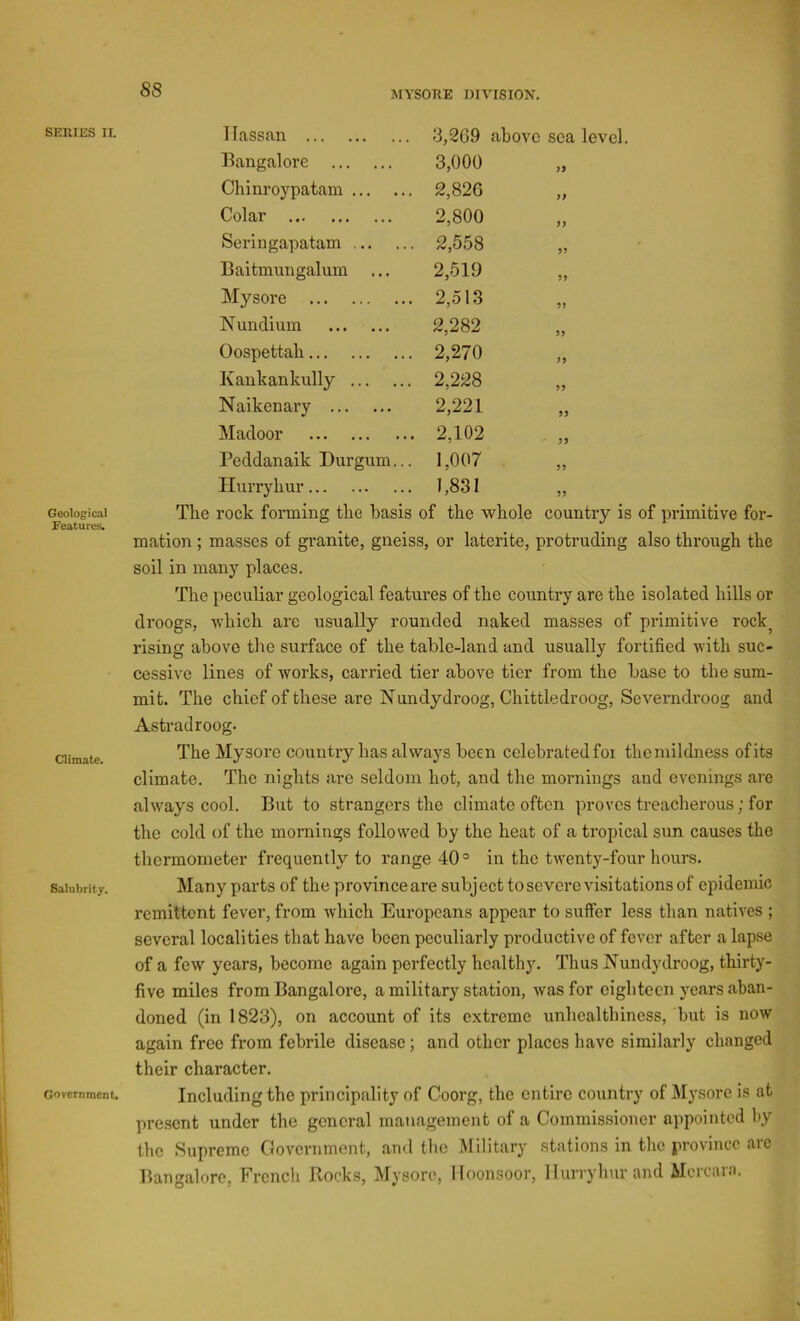 88
MYSORE DIVISION.
SERIES II.
Hassan ... ... ... 3,269 above sea level.
Bangalore ... ... 3,000 „
Chinroypatam ... ... 2,826 „
Colar ... ... ... 2,800 „
Seringapatam ... ... 2,558 „
Baitmungalum ... 2,519 „
Mysore ... ... ... 2,513 „
Nundium ... ... 2,282 „
Oospettah... ... ... 2,270 „
Kankankully ... ... 2,228 „
Naikenary ... ... 2,221 „
Madoor ... ... ... 2,102 „
Peddanaik Durgum... 1,007 „
Hurryhur... ... ... 1,831 „
Geological
Features.
The rock forming the basis of the whole country is of primitive for-
mation ; masses of granite, gneiss, or laterite, protruding also through the
soil in many places.
The peculiar geological features of the country are the isolated hills or
droogs, which are usually rounded naked masses of primitive rock,
rising above the surface of the table-land and usually fortified with suc-
cessive lines of works, carried tier above tier from the base to the sum-
mit. The chief of these are Nundydroog, Chittledroog, Severndroog and
Astradroog.
Climate.
The Mysore country has always been celebrated for the mildness of its
climate. The nights are seldom hot, and the mornings and evenings are
always cool. But to strangers the climate often proves treacherous ; for
the cold of the mornings followed by the heat of a tropical sun causes the
thermometer frequently to range 40° in the twenty-four hours.
Salubrity.
Many parts of the province are subject to severe visitations of epidemic
remittent fever, from which Europeans appear to suffer less than natives ;
several localities that have been peculiarly productive of fever after a lapse
of a few years, become again perfectly healthy. Thus Nundydroog, thirty-
five miles from Bangalore, a military station, was for eighteen years aban-
doned (in 1823), on account of its extreme unhealthiness, but is now
again free from febrile disease ; and other places have similarly changed
their character.
Government.
Including the principality of Coorg, the entire country of Mysore is at
present under the general management of a Commissioner appointed by
the Supreme Government, and the Military stations in the province are
Bangalore, French Rocks, Mysore, Hoonsoor, Hurryhur and Mercara.